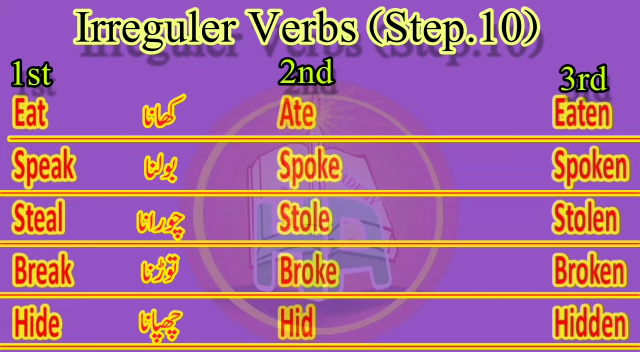 Irreguler Verbs (Step.10)
1st 2nd 3rd
Eat کھانا Ate Eaten
Speak بولنا Spoke Spoken
Steal چورانا Stole Stolen
Break توڑنا Broke Broken
Hide چھپانا Hid Hidden